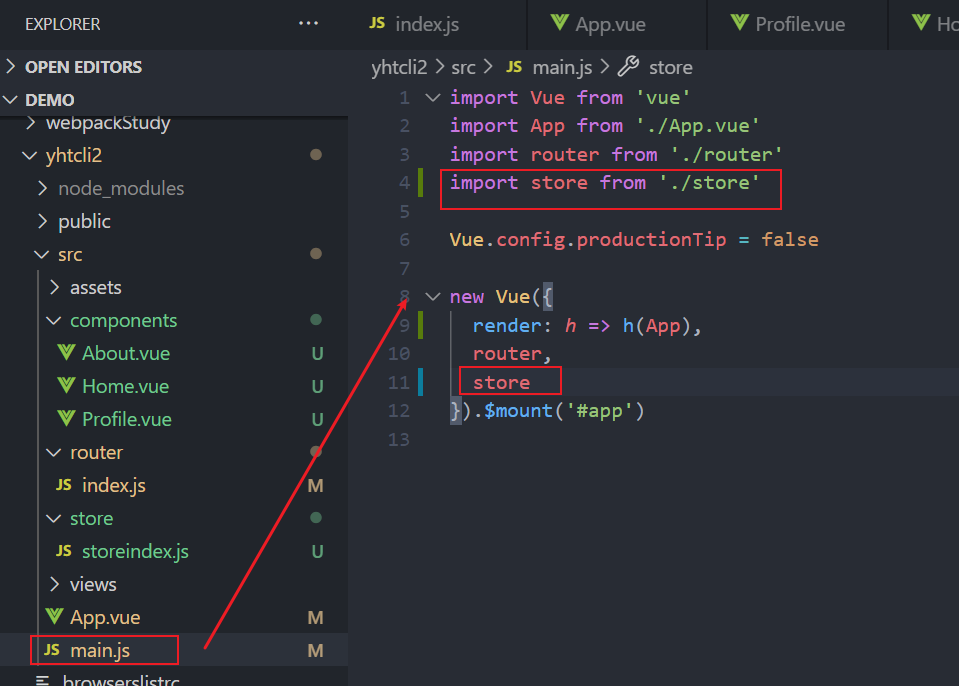 EXPLORER
···
JS index.js
App.vue
Profile.vue
OPEN EDITORS
DEMO
webpackStudy
yhtcli2
node_modules
public
src
assets
components
About.vue U
Home.vue U
Profile.vue U
router
JS index.js M
store
JS storeindex.js U
views
App.vue M
JS main.js M
browserslistrc
yhtcli2 > src > JS main.js > store
1 import Vue from 'vue'
2 import App from './App.vue'
3 import router from './router'
4 import store from './store'
5
6 Vue.config.productionTip = false
7
8 new Vue({
9 render: h => h(App),
10 router,
11 store
12 }).$mount('#app')
13